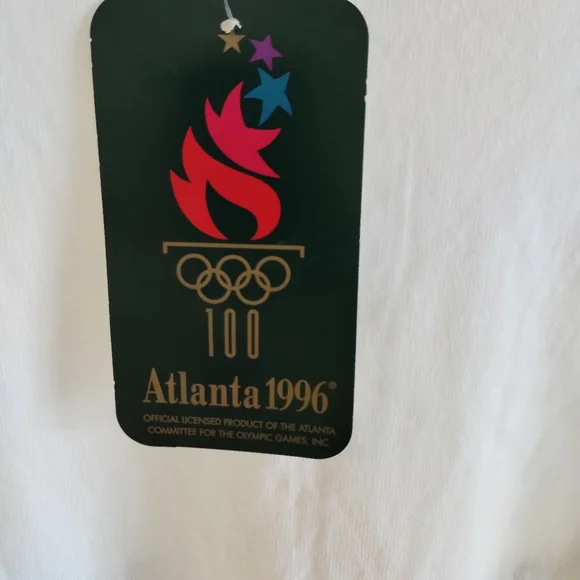 100
Atlanta 1996®
OFFICIAL LICENSED PRODUCT OF THE ATLANTA
COMMITTEE FOR THE OLYMPIC GAMES, INC.